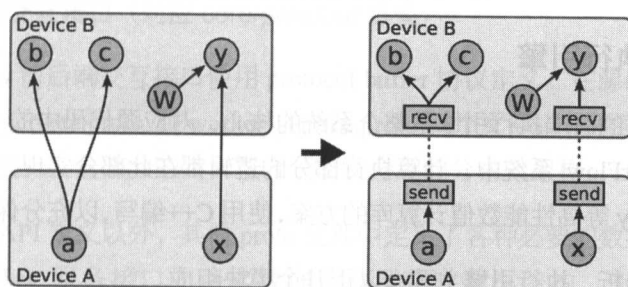 Device B
b c y
W
a x
Device A
Device B
b c y
W
recv recv
send send
a x
Device A